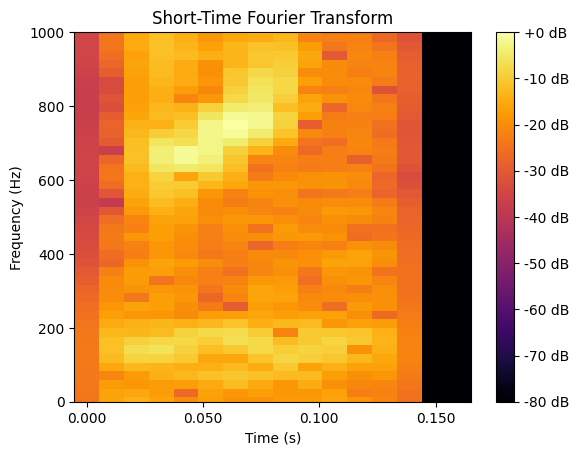 Short-Time Fourier Transform
1000
800
600
400
200
0
Frequency (Hz)
0.000
0.050
0.100
0.150
Time (s)
+0 dB
-10 dB
-20 dB
-30 dB
-40 dB
-50 dB
-60 dB
-70 dB
-80 dB